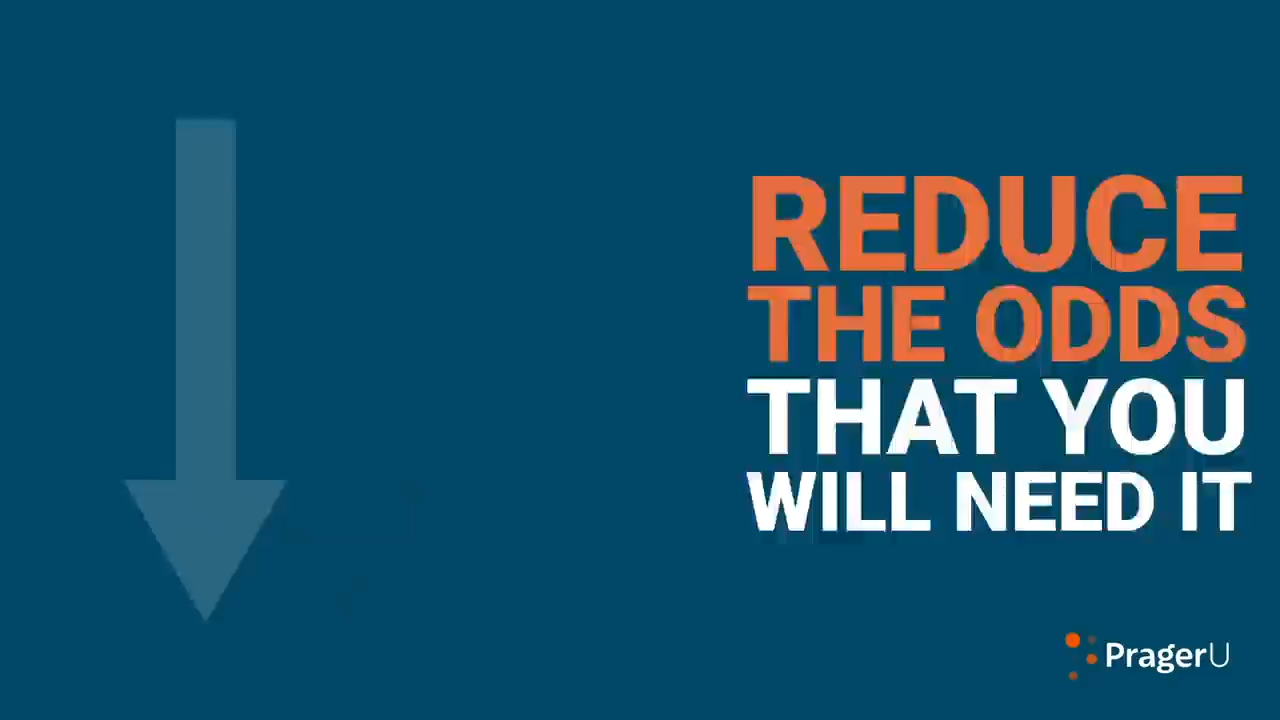 REDUCE
THE ODDS
THAT YOU
WILL NEED IT
PragerU